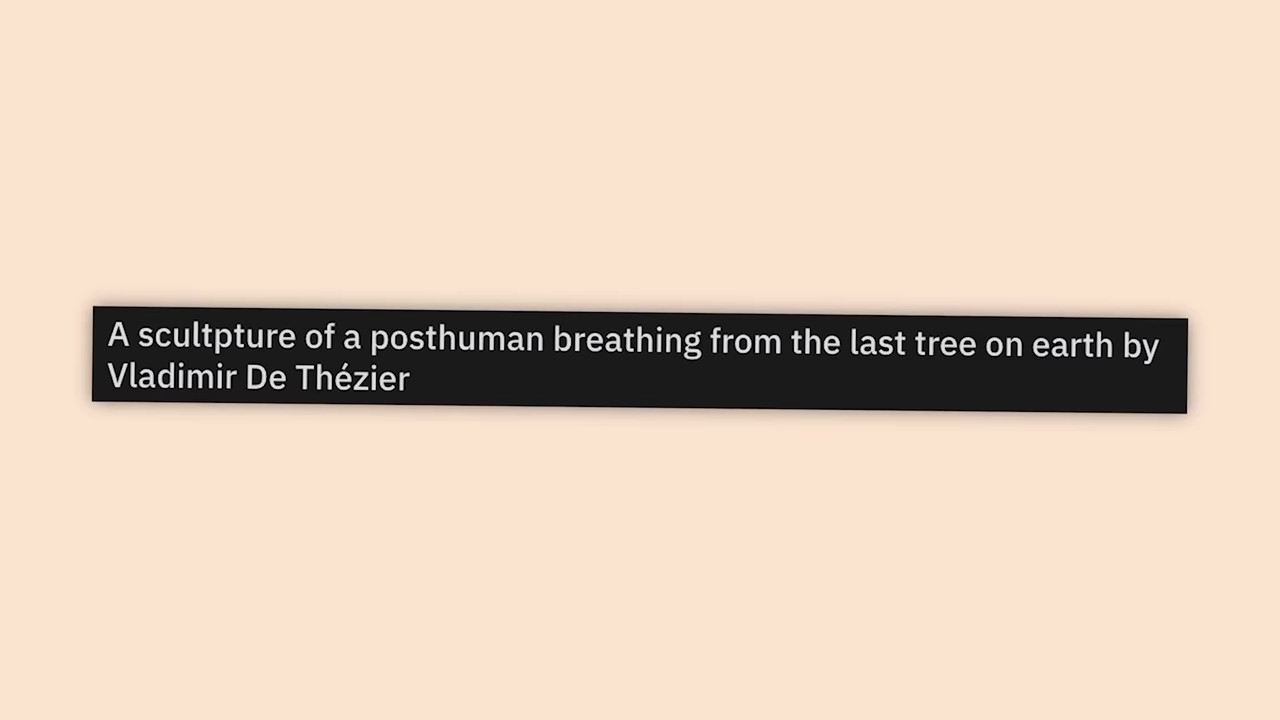 A scultpture of a posthuman breathing from the last tree on earth by
Vladimir De Thézier